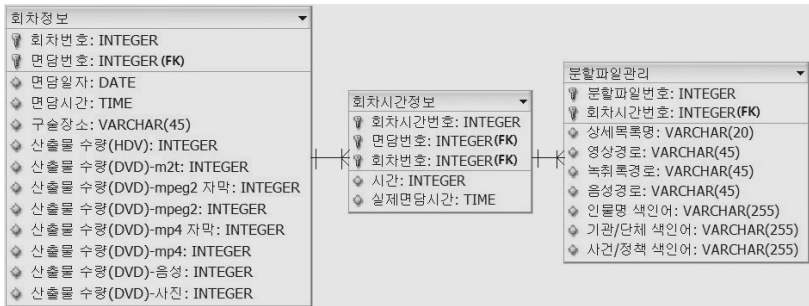 회차정보
회차번호: INTEGER
면담번호: INTEGER (FK)
면담일자: DATE
면담시간: TIME
구술장소: VARCHAR(45)
산출물 수량(HDV): INTEGER
산출물 수량(DVD)-m2t: INTEGER
산출물 수량(DVD)-mpeg2 자막: INTEGER
산출물 수량(DVD)-mpeg2: INTEGER
산출물 수량(DVD)-mp4 자막: INTEGER
산출물 수량(DVD)-mp4: INTEGER
산출물 수량(DVD)-음성: INTEGER
산출물 수량(DVD)-사진: INTEGER
회차시간정보
회차시간번호: INTEGER
면담번호: INTEGER(FK)
회차번호: INTEGER(FK)
시간: INTEGER
실제면담시간: TIME
분할파일관리
분할파일번호: INTEGER
회차시간번호: INTEGER(FK)
상세목록명: VARCHAR(20)
영상경로: VARCHAR(45)
녹취록경로: VARCHAR(45)
음성경로: VARCHAR(45)
인물명 색인어: VARCHAR(255)
기관/단체 색인어: VARCHAR(255)
사건/정책 색인어: VARCHAR(255)